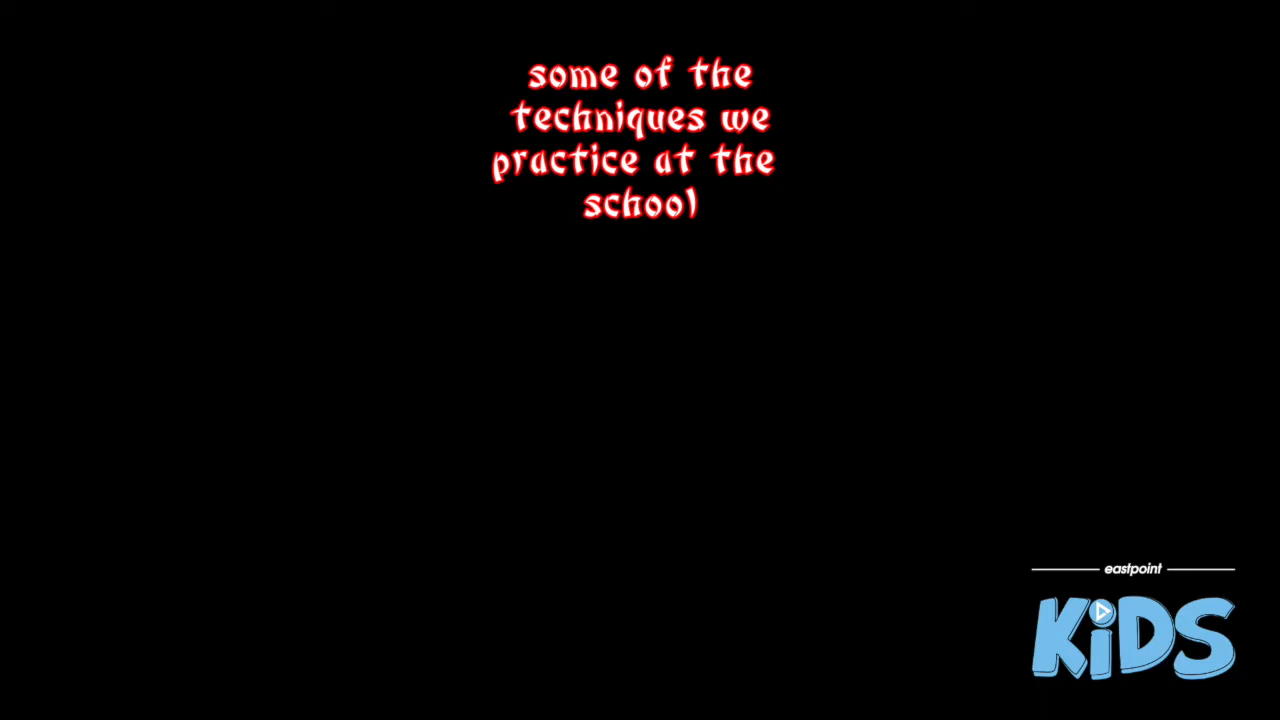 some of the
techniques we
practice at the
school
eastpoint
KiDS